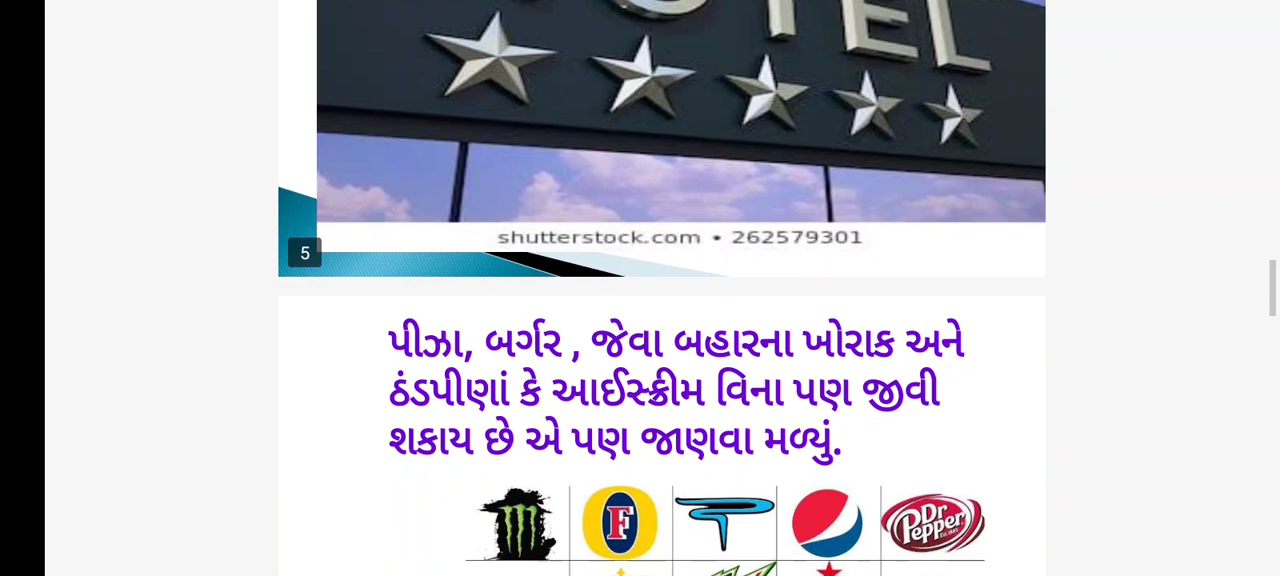 OTEL
shutterstock.com • 262579301
5
પીઝા, બર્ગર , જેવા બહારના ખોરાક અને
ઠંડપીણાં કે આઈસ્ક્રીમ વિના પણ જીવી
શકાય છે એ પણ જાણવા મળ્યું.
F
Dr Pepper